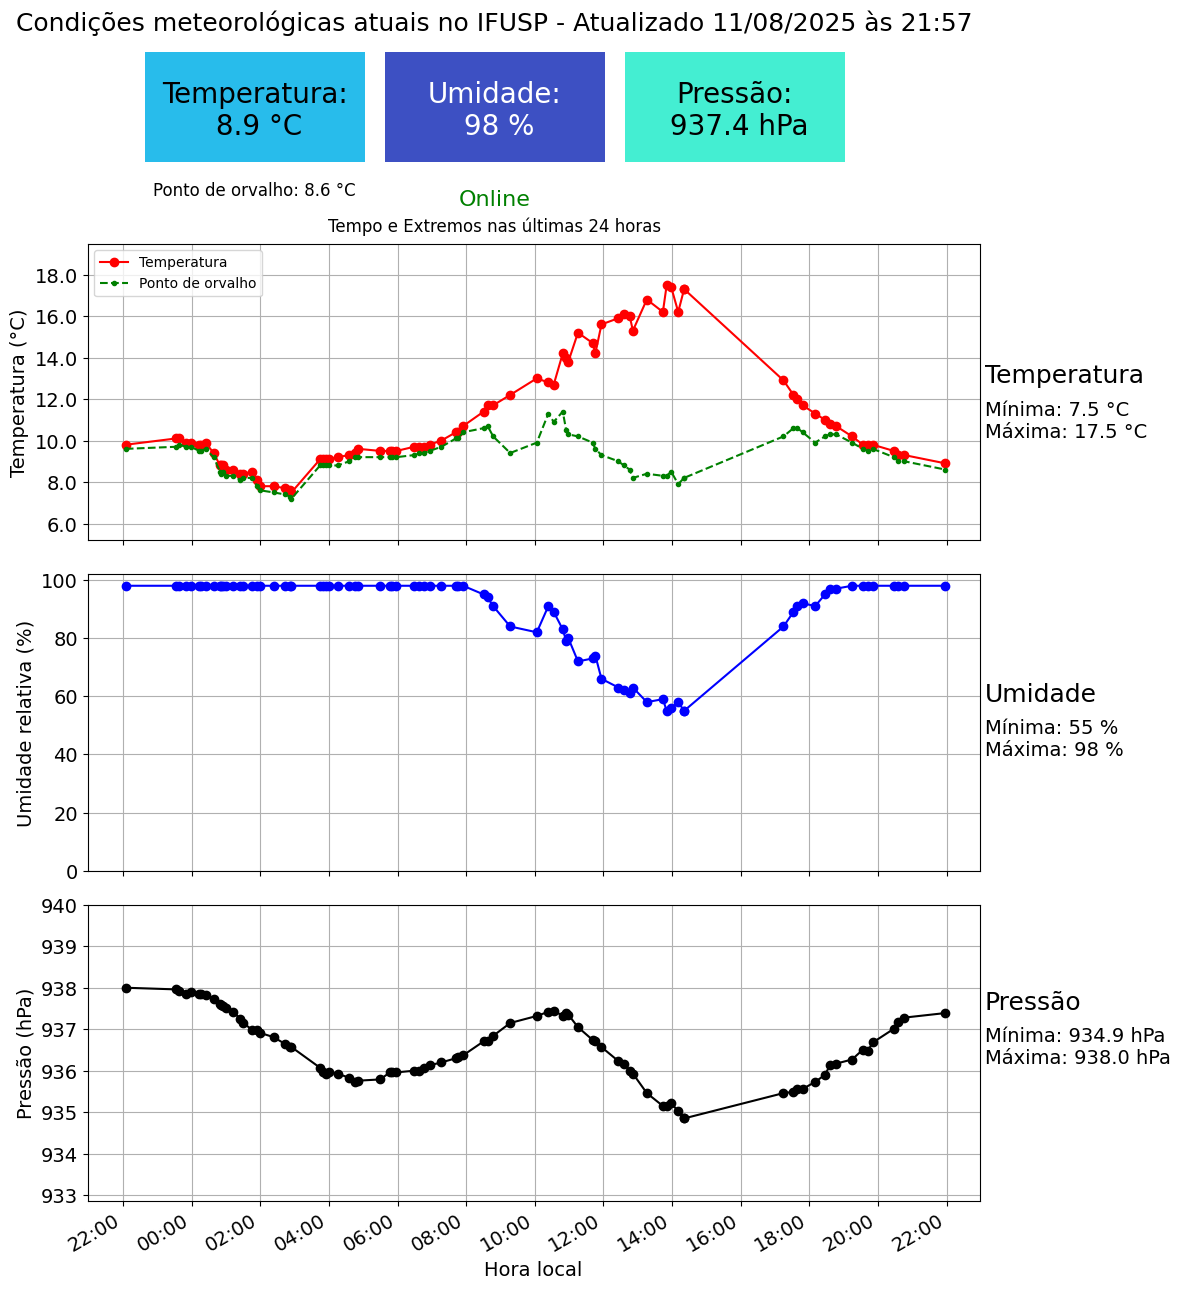 Condições meteorológicas atuais no IFUSP - Atualizado 11/08/2025 às 21:57
Temperatura:
8.9 °C
Umidade:
98 %
Pressão:
937.4 hPa
Ponto de orvalho: 8.6 °C
Online
Tempo e Extremos nas últimas 24 horas
Temperatura
Ponto de orvalho
Temperatura (°C)
18.0
16.0
14.0
12.0
10.0
8.0
6.0
Temperatura
Mínima: 7.5 °C
Máxima: 17.5 °C
Umidade relativa (%)
100
80
60
40
20
0
Umidade
Mínima: 55 %
Máxima: 98 %
Pressão (hPa)
940
939
938
937
936
935
934
933
Pressão
Mínima: 934.9 hPa
Máxima: 938.0 hPa
22:00 00:00 02:00 04:00 06:00 08:00 10:00 12:00 14:00 16:00 18:00 20:00 22:00
Hora local